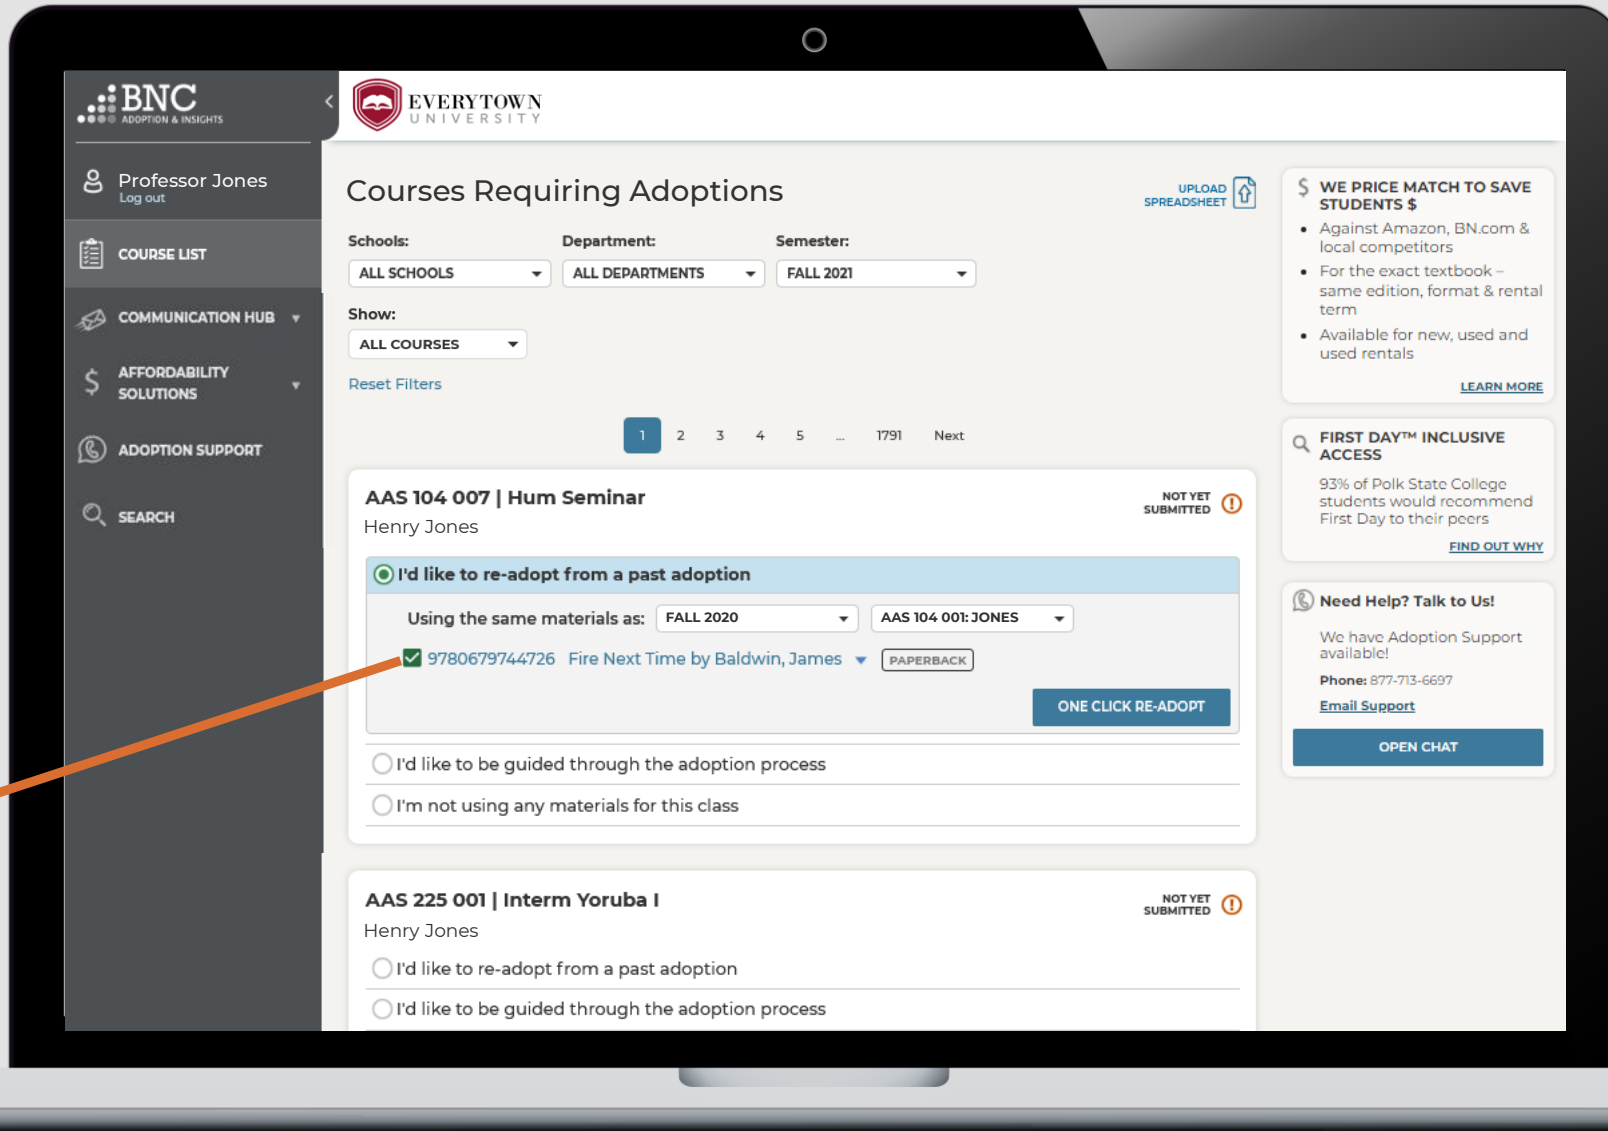 BNC
ADOPTION & INSIGHTS
Professor Jones
Log out
COURSE LIST
COMMUNICATION HUB
AFFORDABILITY
SOLUTIONS
ADOPTION SUPPORT
SEARCH
EVERYTOWN
UNIVERSITY
Courses Requiring Adoptions
UPLOAD
SPREADSHEET
Schools: Department: Semester:
ALL SCHOOLS ALL DEPARTMENTS FALL 2021
Show:
ALL COURSES
Reset Filters
1 2 3 4 5 ... 1791 Next
AAS 104 007 | Hum Seminar
NOT YET
SUBMITTED
Henry Jones
I'd like to re-adopt from a past adoption
Using the same materials as: FALL 2020 AAS 104 001: JONES
9780679744726 Fire Next Time by Baldwin, James PAPERBACK
ONE CLICK RE-ADOPT
I'd like to be guided through the adoption process
I'm not using any materials for this class
AAS 225 001 | Interm Yoruba I
NOT YET
SUBMITTED
Henry Jones
I'd like to re-adopt from a past adoption
I'd like to be guided through the adoption process
$ WE PRICE MATCH TO SAVE
STUDENTS $
• Against Amazon, BN.com &
local competitors
• For the exact textbook –
same edition, format & rental
term
• Available for new, used and
used rentals
LEARN MORE
FIRST DAY™ INCLUSIVE
ACCESS
93% of Polk State College
students would recommend
First Day to their peers
FIND OUT WHY
Need Help? Talk to Us!
We have Adoption Support
available!
Phone: 877-713-6697
Email Support
OPEN CHAT